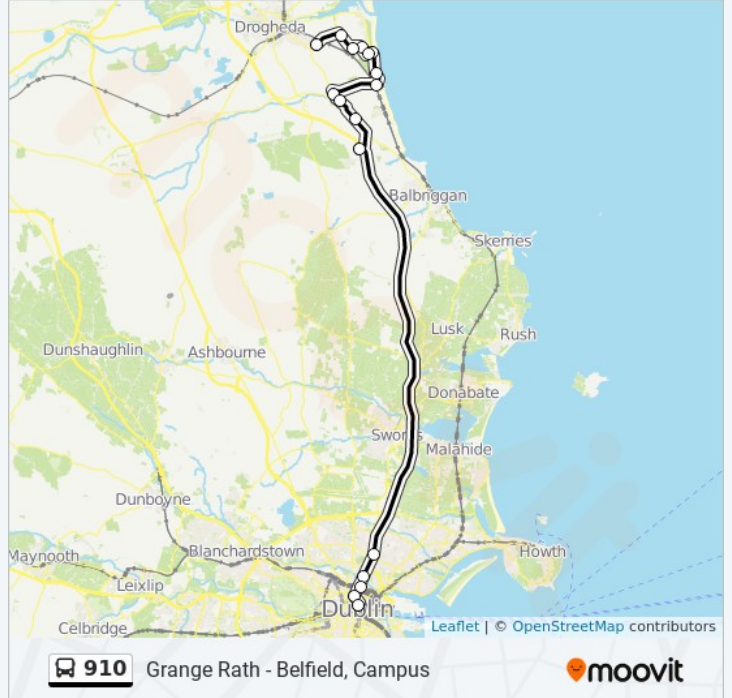 Drogheda
Balbriggan
Skerries
Lusk
Rush
Dunshaughlin
Ashbourne
Donabate
Swords
Malahide
Dunboyne
Maynooth
Blanchardstown
Howth
Leixlip
Dublin
Celbridge
Leaflet | © OpenStreetMap contributors
910 Grange Rath - Belfield, Campus
moovit